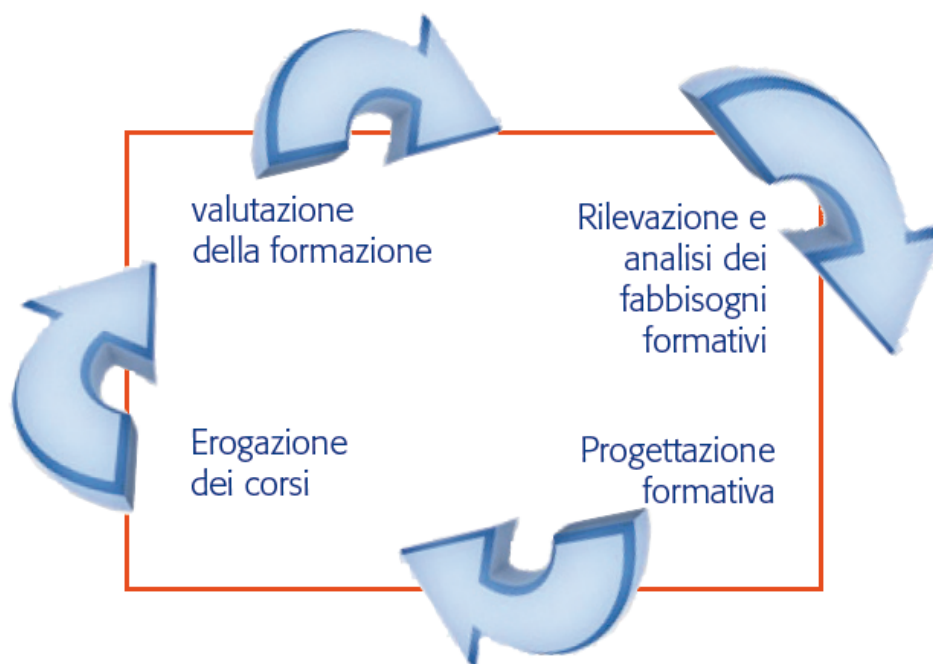 valutazione
della formazione
Rilevazione e
analisi dei
fabbisogni
formativi
Erogazione
dei corsi
Progettazione
formativa